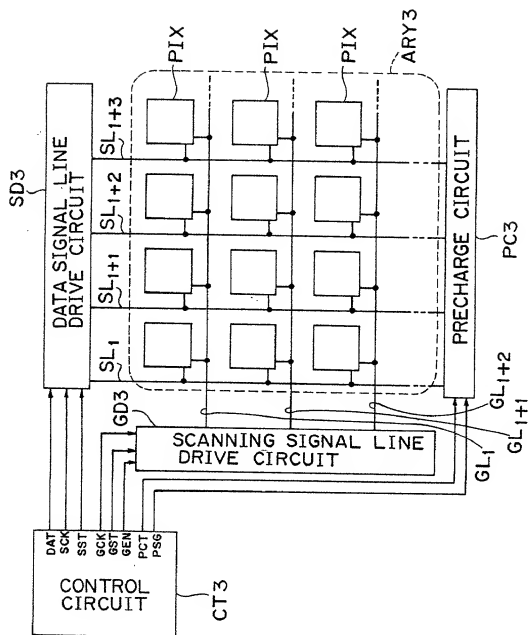 SD3
DATA SIGNAL LINE
DRIVE CIRCUIT
SL1
SL1+1
SL1+2
SL1+3
PIX
PIX
PIX
ARY3
GD3
SCANNING SIGNAL LINE
DRIVE CIRCUIT
GL1
GL1+1
GL1+2
PRECHARGE CIRCUIT
PC3
DAT
SCK
SST
GCK
GST
GEN
PCT
PSG
CONTROL
CIRCUIT
CT3